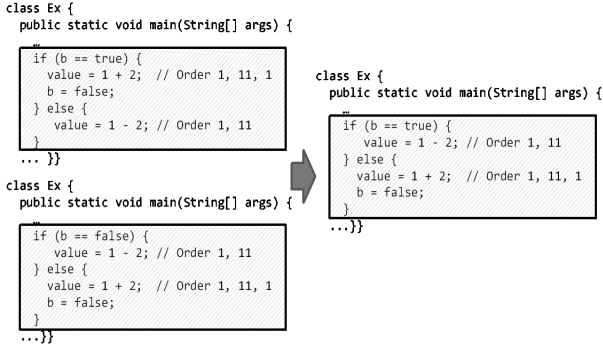 class Ex {
public static void main(String[] args) {
…
if (b == true) {
value = 1 + 2; // Order 1, 11, 1
b = false;
} else {
value = 1 - 2; // Order 1, 11
}
... }}
class Ex {
public static void main(String[] args) {
…
if (b == false) {
value = 1 - 2; // Order 1, 11
} else {
value = 1 + 2; // Order 1, 11, 1
b = false;
}
...}}
class Ex {
public static void main(String[] args) {
…
if (b == true) {
value = 1 - 2; // Order 1, 11
} else {
value = 1 + 2; // Order 1, 11, 1
b = false;
}
...}}